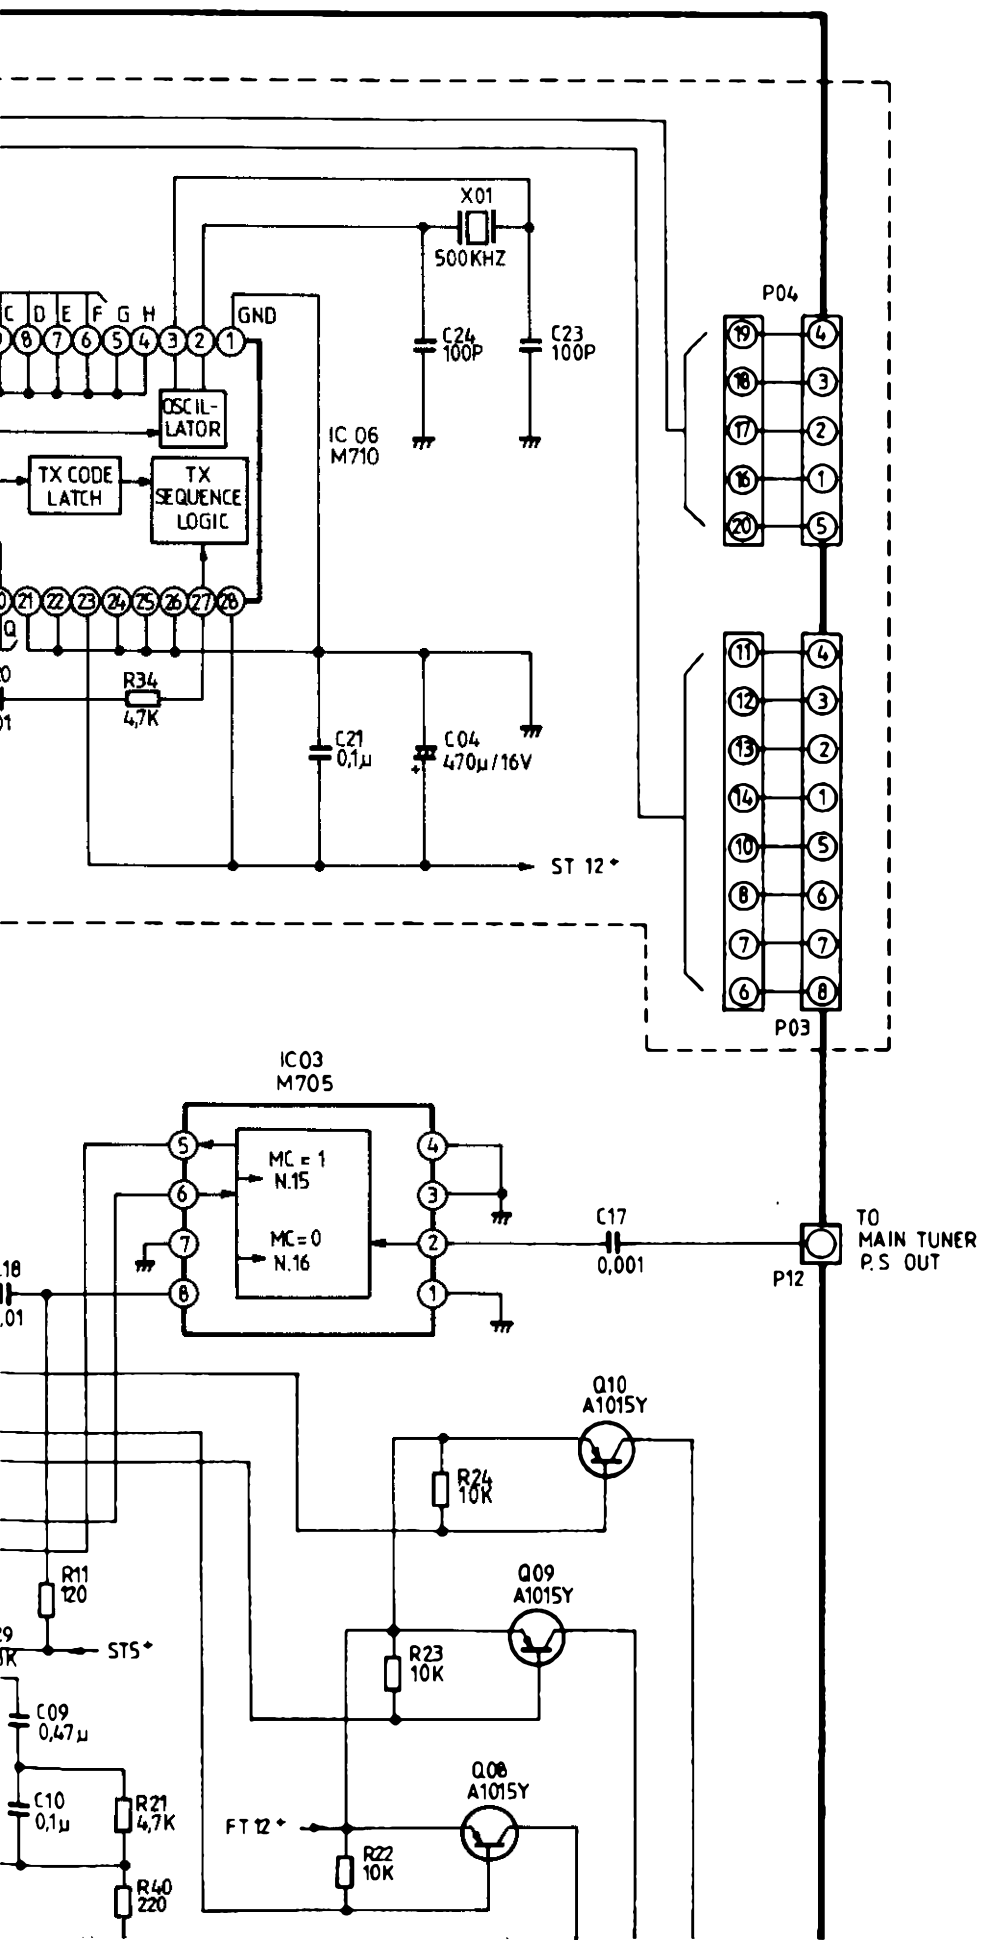 X01
500KHZ
P04
C D E F G H GND
8 7 6 5 4 3 2 1
C24
100P
C23
100P
19 4
18 3
17 2
16 1
20 5
OSCIL-
LATOR
IC 06
M710
TX CODE
LATCH
TX
SEQUENCE
LOGIC
21 22 23 24 25 26 27 28
Q
R34
4,7K
C21
0,1µ
C04
+ 470µ/16V
ST 12+
11 4
12 3
13 2
14 1
10 5
8 6
7 7
6 8
P03
IC03
M705
5 4
6 3
7 2
8 1
MC = 1
N.15
MC=0
N.16
C17
0,001
P12
TO
MAIN TUNER
P.S OUT
18
,01
Q10
A1015Y
R24
10K
R11
120
ST5+
Q09
A1015Y
R23
10K
C09
0,47µ
C10
0,1µ
R21
4,7K
Q08
A1015Y
FT 12+
R22
10K
R40
220